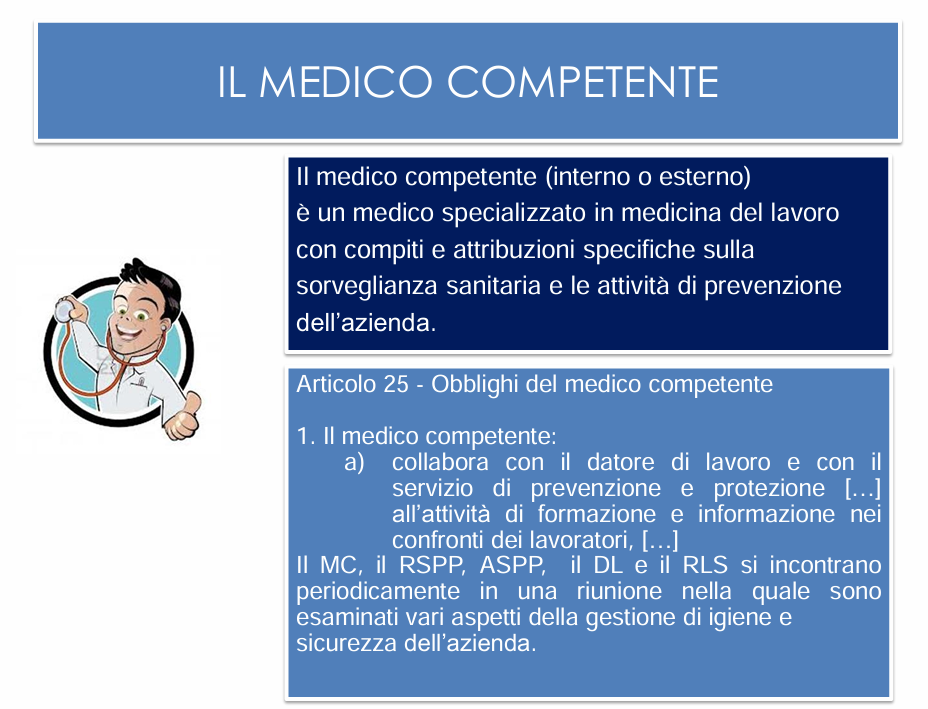 IL MEDICO COMPETENTE
Il medico competente (interno o esterno)
è un medico specializzato in medicina del lavoro
con compiti e attribuzioni specifiche sulla
sorveglianza sanitaria e le attività di prevenzione
dell'azienda.
Articolo 25 - Obblighi del medico competente
1. Il medico competente:
a) collabora con il datore di lavoro e con il
servizio di prevenzione e protezione […]
all'attività di formazione e informazione nei
confronti dei lavoratori, […]
Il MC, il RSPP, ASPP, il DL e il RLS si incontrano
periodicamente in una riunione nella quale sono
esaminati vari aspetti della gestione di igiene e
sicurezza dell'azienda.